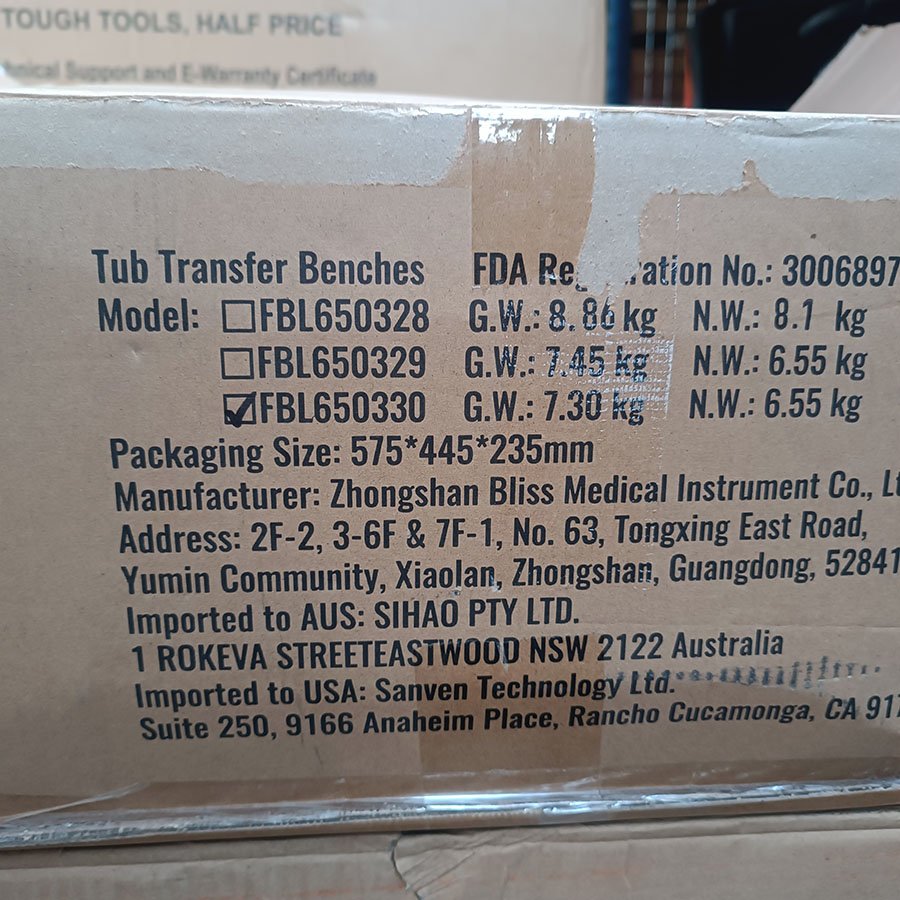 TOUGH TOOLS, HALF PRICE
Technical Support and E-Warranty Certificate
Tub Transfer Benches FDA Re ration No.: 3006897
Model: ☐FBL650328 G.W.: 8.86 kg N.W.: 8.1 kg
☐FBL650329 G.W.: 7.45 kg N.W.: 6.55 kg
☑FBL650330 G.W.: 7.30 kg N.W.: 6.55 kg
Packaging Size: 575*445*235mm
Manufacturer: Zhongshan Bliss Medical Instrument Co., Lt
Address: 2F-2, 3-6F & 7F-1, No. 63, Tongxing East Road,
Yumin Community, Xiaolan, Zhongshan, Guangdong, 52841
Imported to AUS: SIHAO PTY LTD.
1 ROKEVA STREETEASTWOOD NSW 2122 Australia
Imported to USA: Sanven Technology Ltd.
Suite 250, 9166 Anaheim Place, Rancho Cucamonga, CA 917